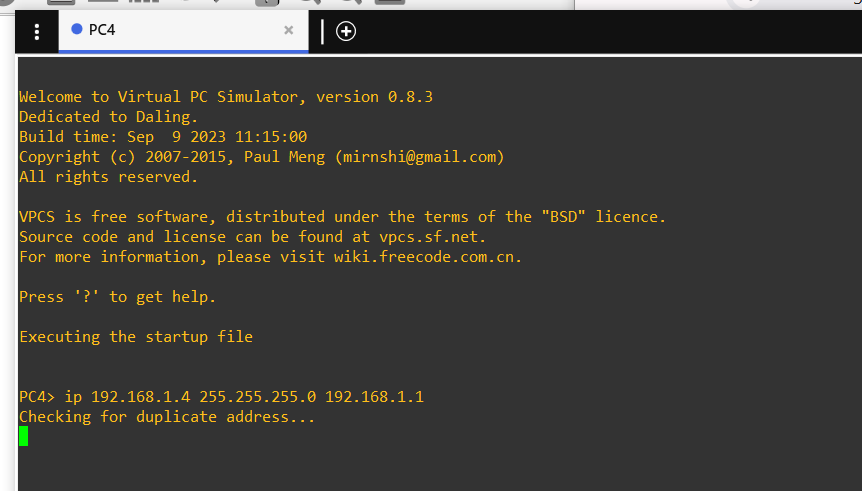 PC4
Welcome to Virtual PC Simulator, version 0.8.3
Dedicated to Daling.
Build time: Sep  9 2023 11:15:00
Copyright (c) 2007-2015, Paul Meng (mirnshi@gmail.com)
All rights reserved.
VPCS is free software, distributed under the terms of the "BSD" licence.
Source code and license can be found at vpcs.sf.net.
For more information, please visit wiki.freecode.com.cn.
Press '?' to get help.
Executing the startup file
PC4> ip 192.168.1.4 255.255.255.0 192.168.1.1
Checking for duplicate address...